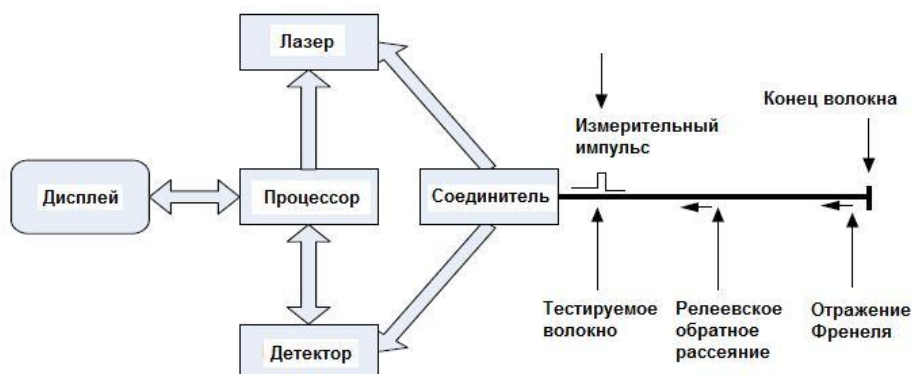 Лазер
Конец волокна
Измерительный
импульс
Дисплей
Процессор
Соединитель
Тестируемое
волокно
Релеевское
обратное
рассеяние
Отражение
Френеля
Детектор